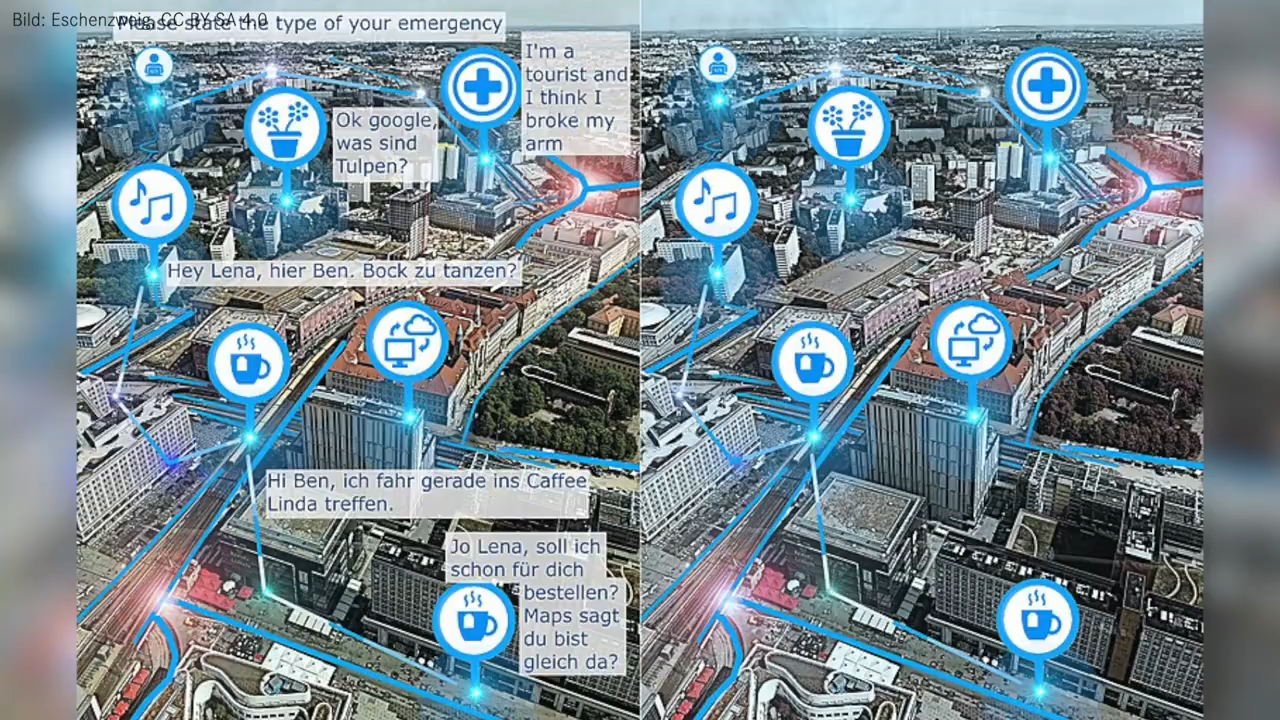 Bild: Eschenzweig, CC BY-SA 4.0
Please state the type of your emergency
I'm a
tourist and
I think I
broke my
arm
Ok google,
was sind
Tulpen?
Hey Lena, hier Ben. Bock zu tanzen?
Hi Ben, ich fahr gerade ins Caffee
Linda treffen.
Jo Lena, soll ich
schon für dich
bestellen?
Maps sagt
du bist
gleich da?